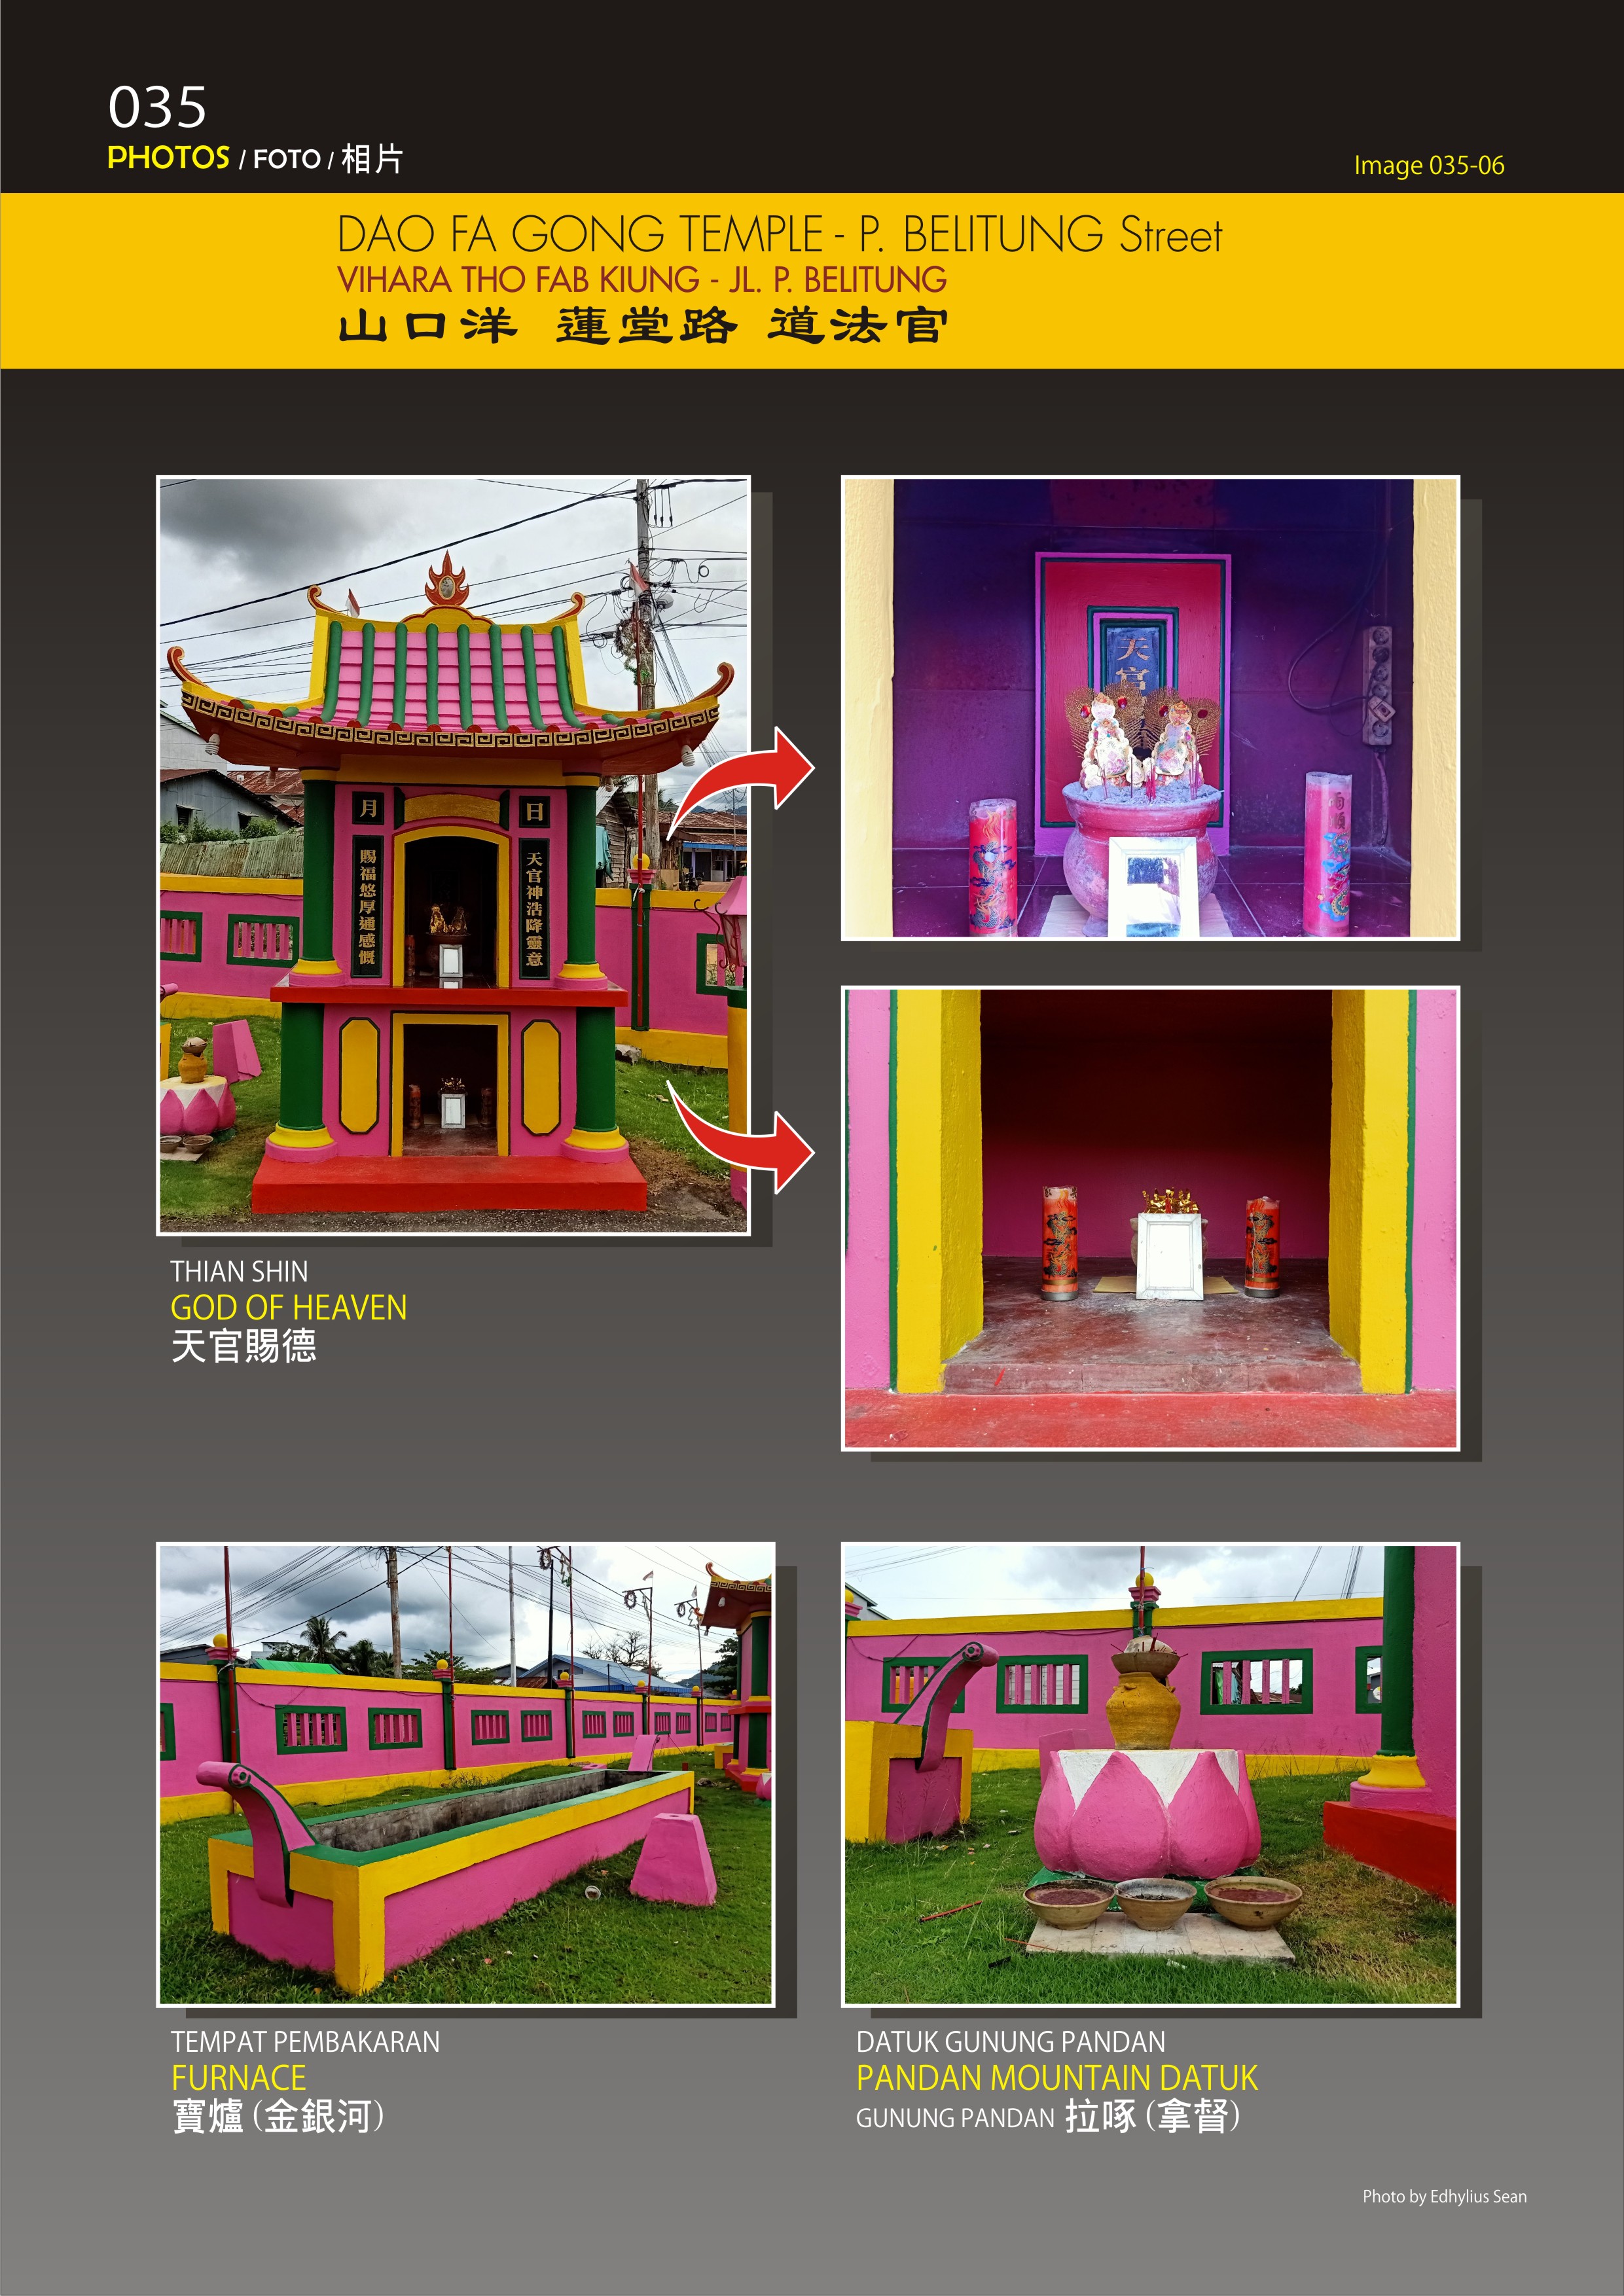 035
PHOTOS / FOTO / 相片
Image 035-06
DAO FA GONG TEMPLE - P. BELITUNG Street
VIHARA THO FAB KIUNG - JL. P. BELITUNG
山口洋 蓮堂路 道法官
月
日
賜福悠厚通感慨
天官神浩降靈意
天官
THIAN SHIN
GOD OF HEAVEN
天官賜德
TEMPAT PEMBAKARAN
FURNACE
寶爐 (金銀河)
DATUK GUNUNG PANDAN
PANDAN MOUNTAIN DATUK
GUNUNG PANDAN 拉啄 (拿督)
Photo by Edhylius Sean